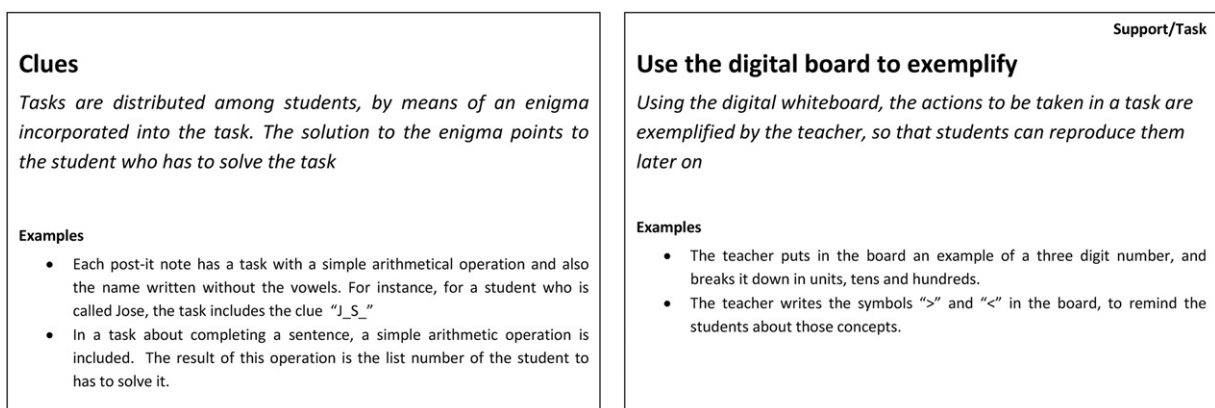 Clues
Tasks are distributed among students, by means of an enigma
incorporated into the task. The solution to the enigma points to
the student who has to solve the task
Examples
• Each post-it note has a task with a simple arithmetical operation and also
the name written without the vowels. For instance, for a student who is
called Jose, the task includes the clue “J_S_”
• In a task about completing a sentence, a simple arithmetic operation is
included. The result of this operation is the list number of the student to
has to solve it.
Support/Task
Use the digital board to exemplify
Using the digital whiteboard, the actions to be taken in a task are
exemplified by the teacher, so that students can reproduce them
later on
Examples
• The teacher puts in the board an example of a three digit number, and
breaks it down in units, tens and hundreds.
• The teacher writes the symbols “>” and “<” in the board, to remind the
students about those concepts.